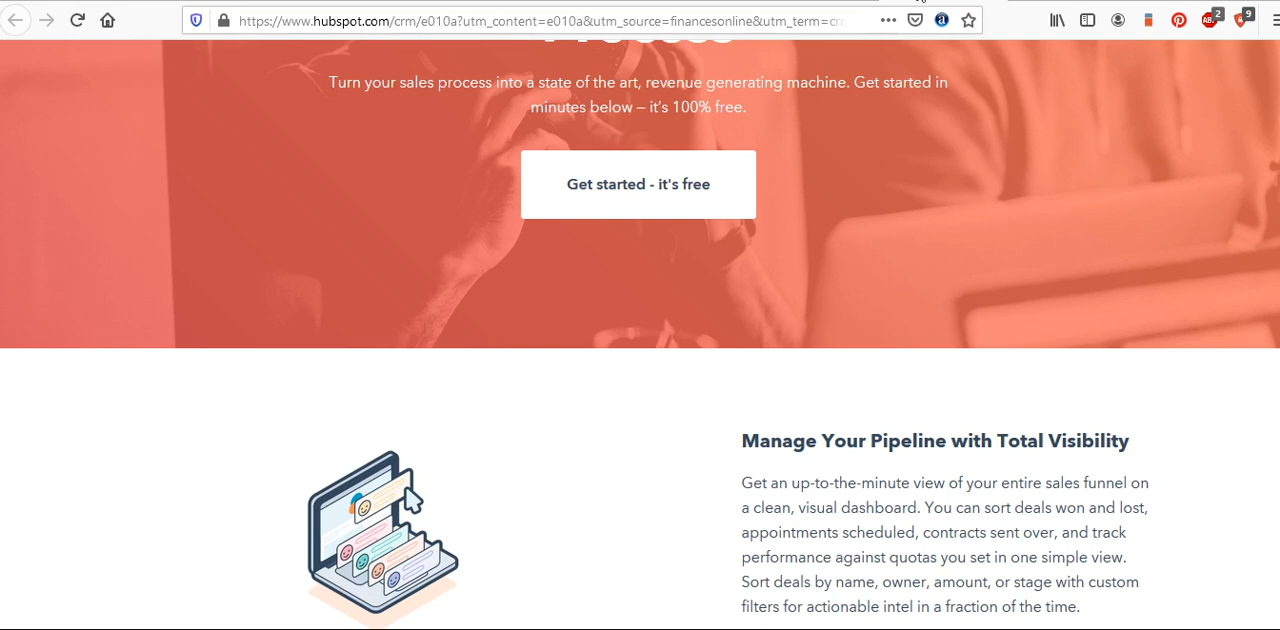 https://www.hubspot.com/crm/e010a?utm_content=e010a&utm_source=financesonline&utm_term=
2
9
Turn your sales process into a state of the art, revenue generating machine. Get started in
minutes below – it’s 100% free.
Get started - it's free
Manage Your Pipeline with Total Visibility
Get an up-to-the-minute view of your entire sales funnel on
a clean, visual dashboard. You can sort deals won and lost,
appointments scheduled, contracts sent over, and track
performance against quotas you set in one simple view.
Sort deals by name, owner, amount, or stage with custom
filters for actionable intel in a fraction of the time.